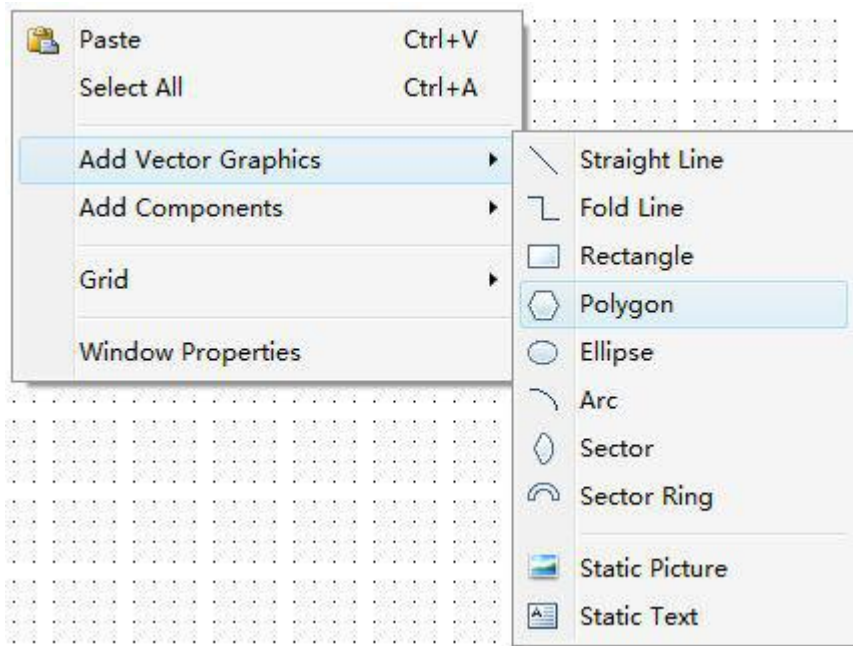 Paste Ctrl+V
Select All Ctrl+A
Add Vector Graphics
Add Components
Grid
Window Properties
Straight Line
Fold Line
Rectangle
Polygon
Ellipse
Arc
Sector
Sector Ring
Static Picture
Static Text